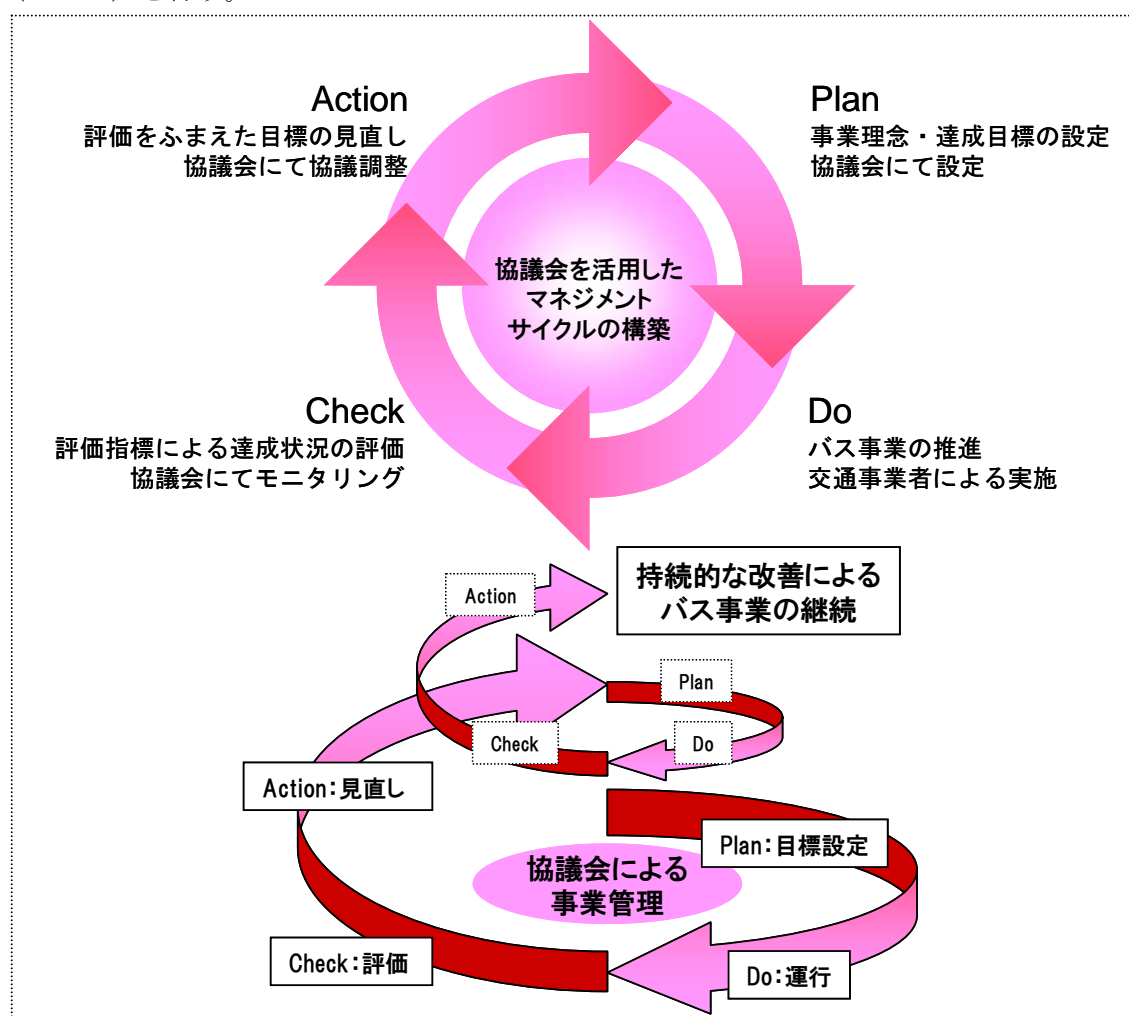 Action
評価をふまえた目標の見直し
協議会にて協議調整
Plan
事業理念・達成目標の設定
協議会にて設定
協議会を活用した
マネジメント
サイクルの構築
Check
評価指標による達成状況の評価
協議会にてモニタリング
Do
バス事業の推進
交通事業者による実施
持続的な改善による
バス事業の継続
Action
Plan
Check
Do
Action：見直し
Plan：目標設定
協議会による
事業管理
Check：評価
Do：運行